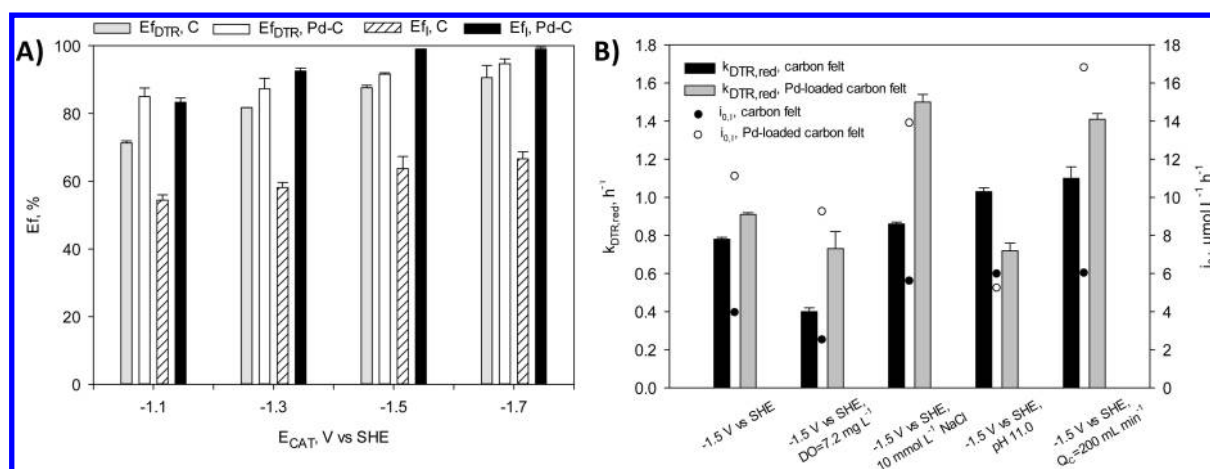 Ef_DTR, C Ef_DTR, Pd-C Ef_I, C Ef_I, Pd-C
A)
100
80
60
40
20
0
Ef, %
-1.1 -1.3 -1.5 -1.7
E_CAT, V vs SHE
B)
k_DTR,red, carbon felt
k_DTR,red, Pd-loaded carbon felt
i_0,I, carbon felt
i_0,I, Pd-loaded carbon felt
1.8
1.6
1.4
1.2
1.0
0.8
0.6
0.4
0.2
0.0
k_DTR,red, h⁻¹
18
16
14
12
10
8
6
4
2
0
µmol L⁻¹ h⁻¹
-1.5 V vs SHE
-1.5 V vs SHE,
DO=7.2 mg L⁻¹
-1.5 V vs SHE,
10 mmol L⁻¹ NaCl
-1.5 V vs SHE,
pH 11.0
-1.5 V vs SHE,
Q_C=200 mL min⁻¹